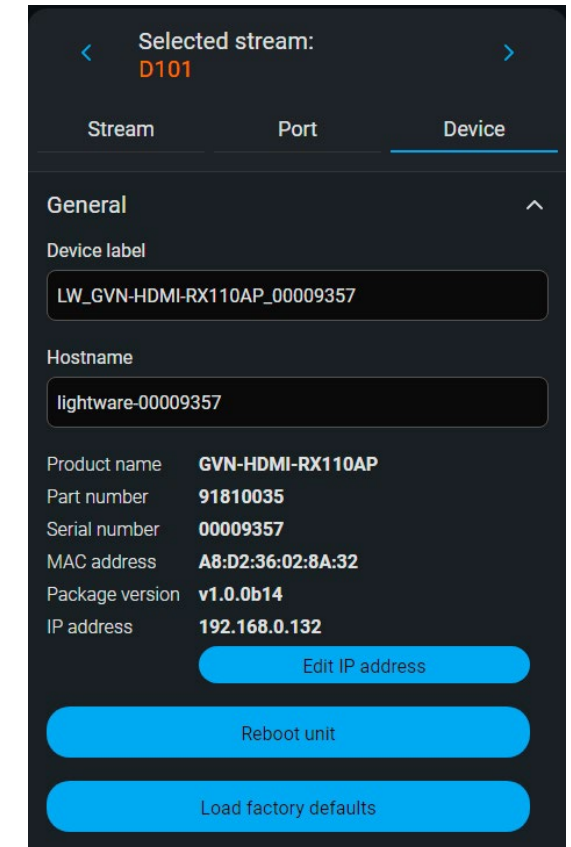 Selected stream:
D101
Stream Port Device
General
Device label
LW_GVN-HDMI-RX110AP_00009357
Hostname
lightware-00009357
Product name GVN-HDMI-RX110AP
Part number 91810035
Serial number 00009357
MAC address A8:D2:36:02:8A:32
Package version v1.0.0b14
IP address 192.168.0.132
Edit IP address
Reboot unit
Load factory defaults